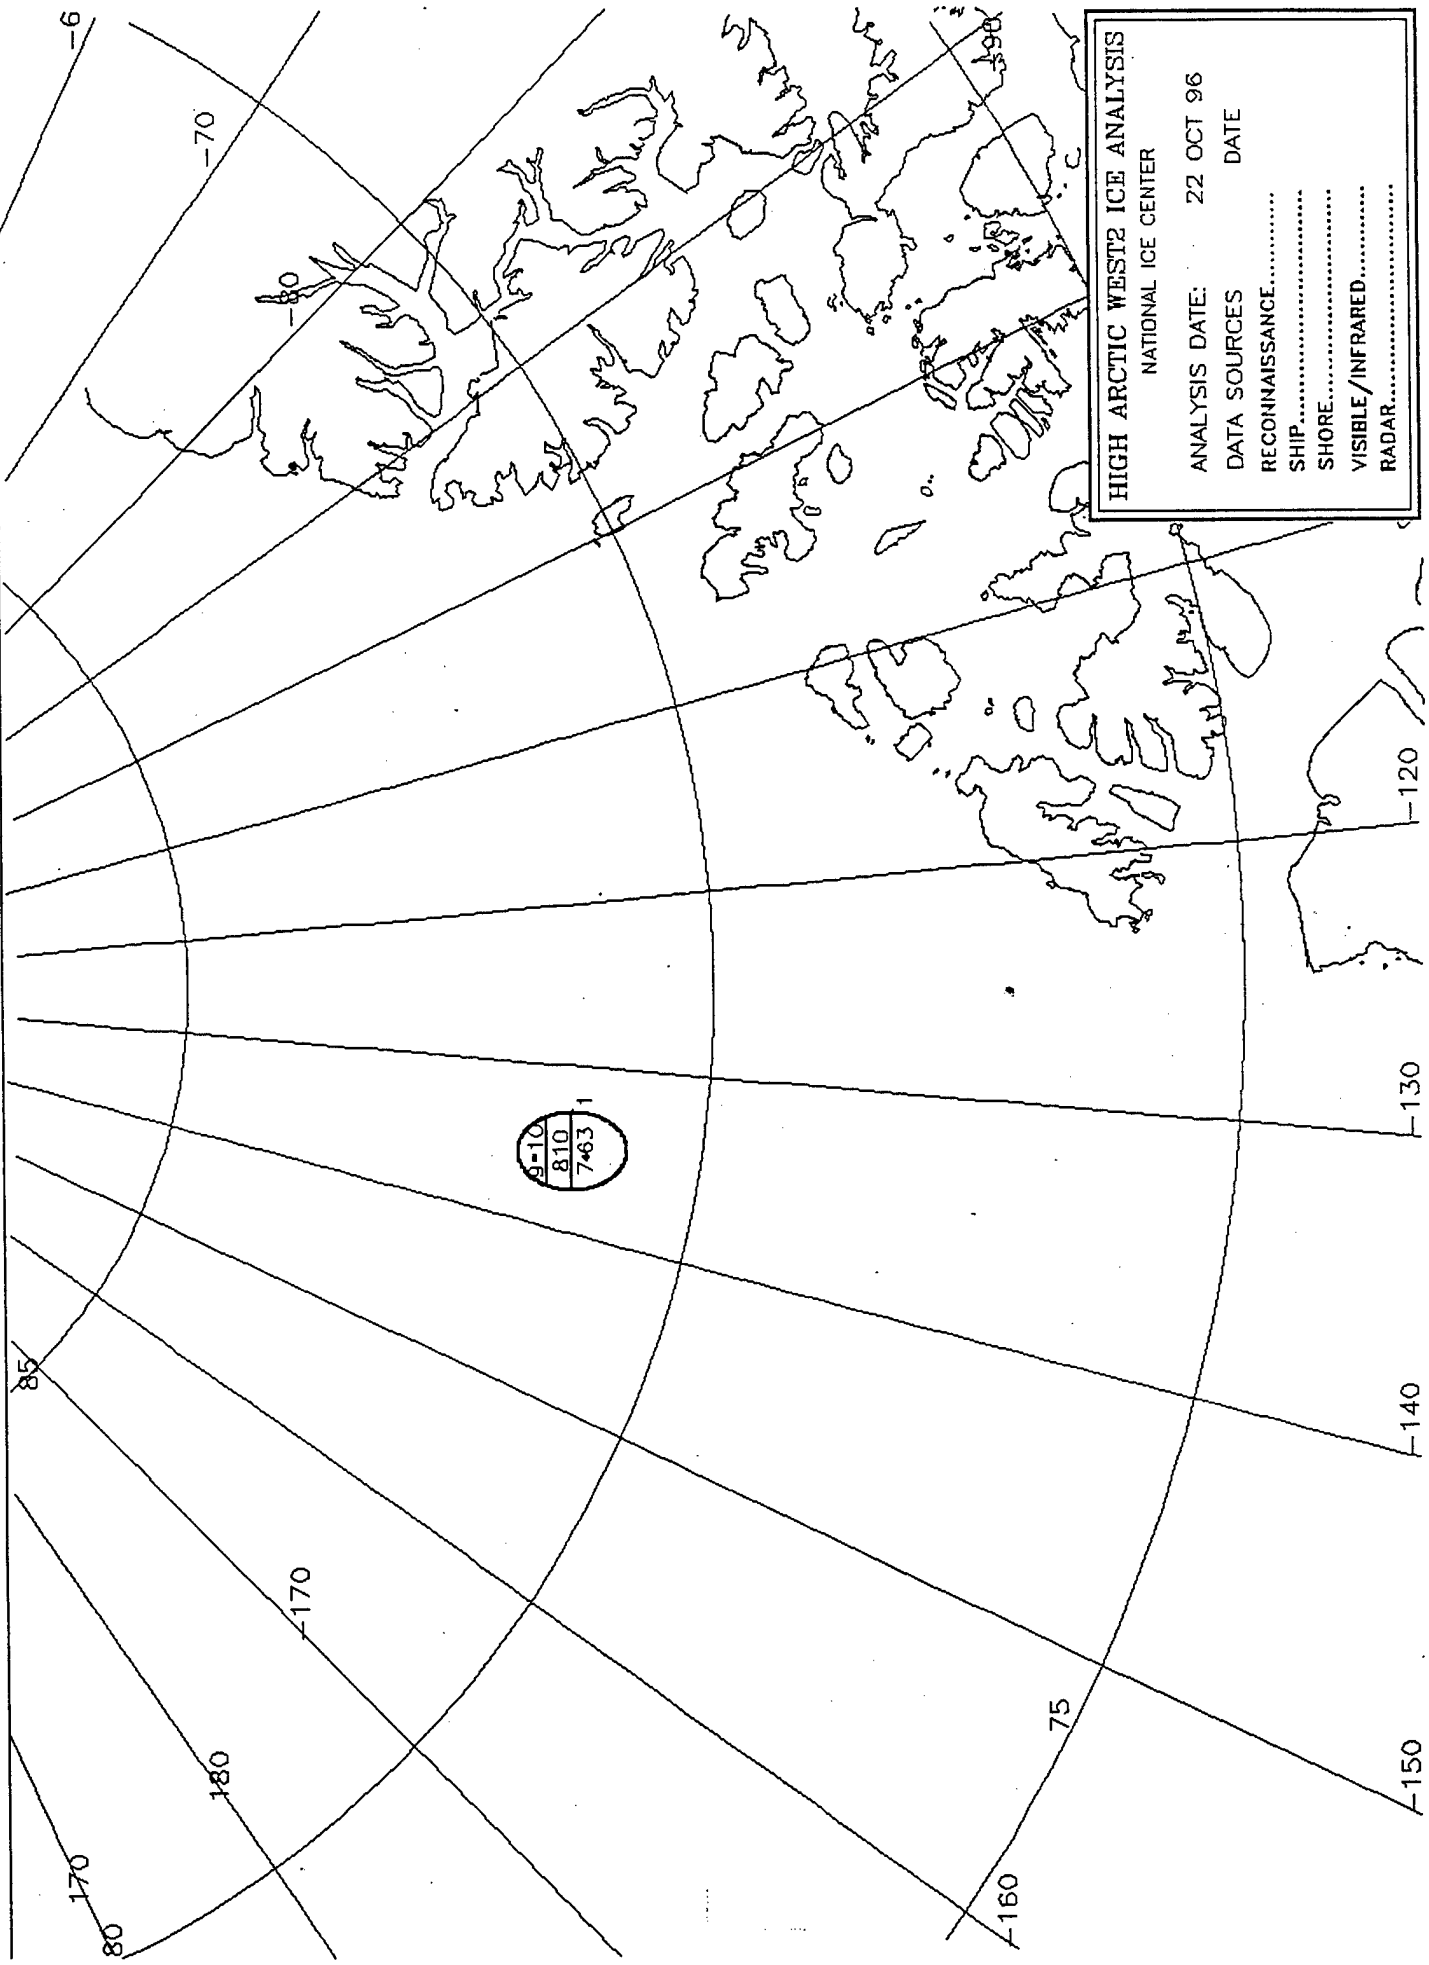 HIGH ARCTIC WEST2 ICE ANALYSIS
NATIONAL ICE CENTER
ANALYSIS DATE: 22 OCT 96
DATA SOURCES DATE
RECONNAISSANCE..............
SHIP..............................
SHORE...........................
VISIBLE/INFRARED............
RADAR............................
-6
-70
-80
-90
85
9-10
810
7•63
1
-170
180
170
80
75
-160
-150
-140
-130
-120